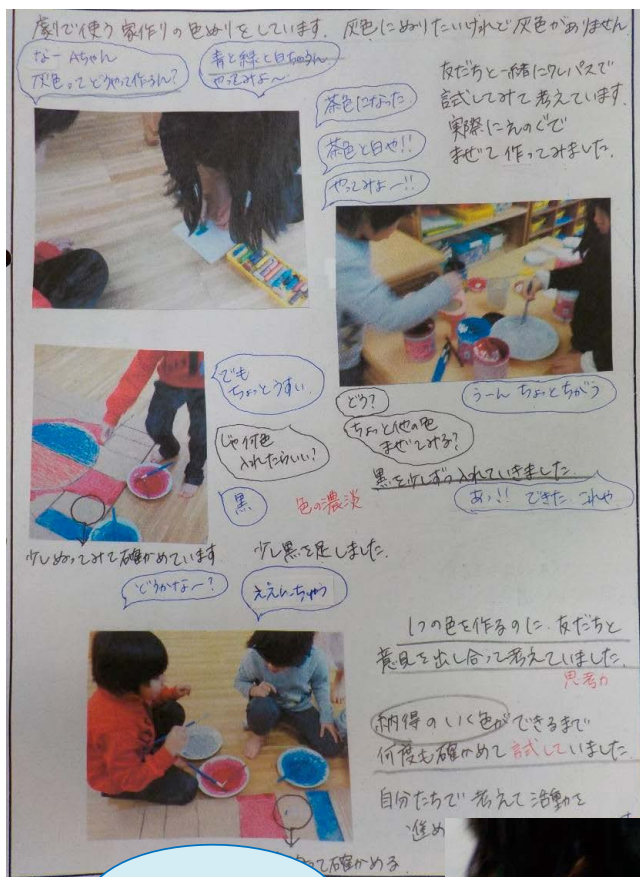 劇で使う家作りの色ぬりをしています。灰色にぬりたいけれど灰色がありません
なーAちゃん
灰色ってどうやって作るん?
青と緑と白ちゃうん
やってみよ〜
友だちと一緒にクレパスで
試してみて考えています。
実際にえのぐで
まぜて作ってみました。
茶色になった
茶色と白や!!
やってみよー!!
でも
ちょっとうすい
じゃ何色
入れたらいい?
黒
色の濃淡
どう?
うーん ちょっとちがう
ちょっと他の色
まぜてみる?
黒を少しずつ入れていきました
あっ!! できた これや
少しぬってみて確かめています
少し黒を足しました。
どうかな〜?
ええんちゃう
1つの色を作るのに、友だちと
意見を出し合って考えていました。
思考力
納得のいく色ができるまで
何度も確かめて試していました。
自分たちで考えて活動を
進め
って確かめる